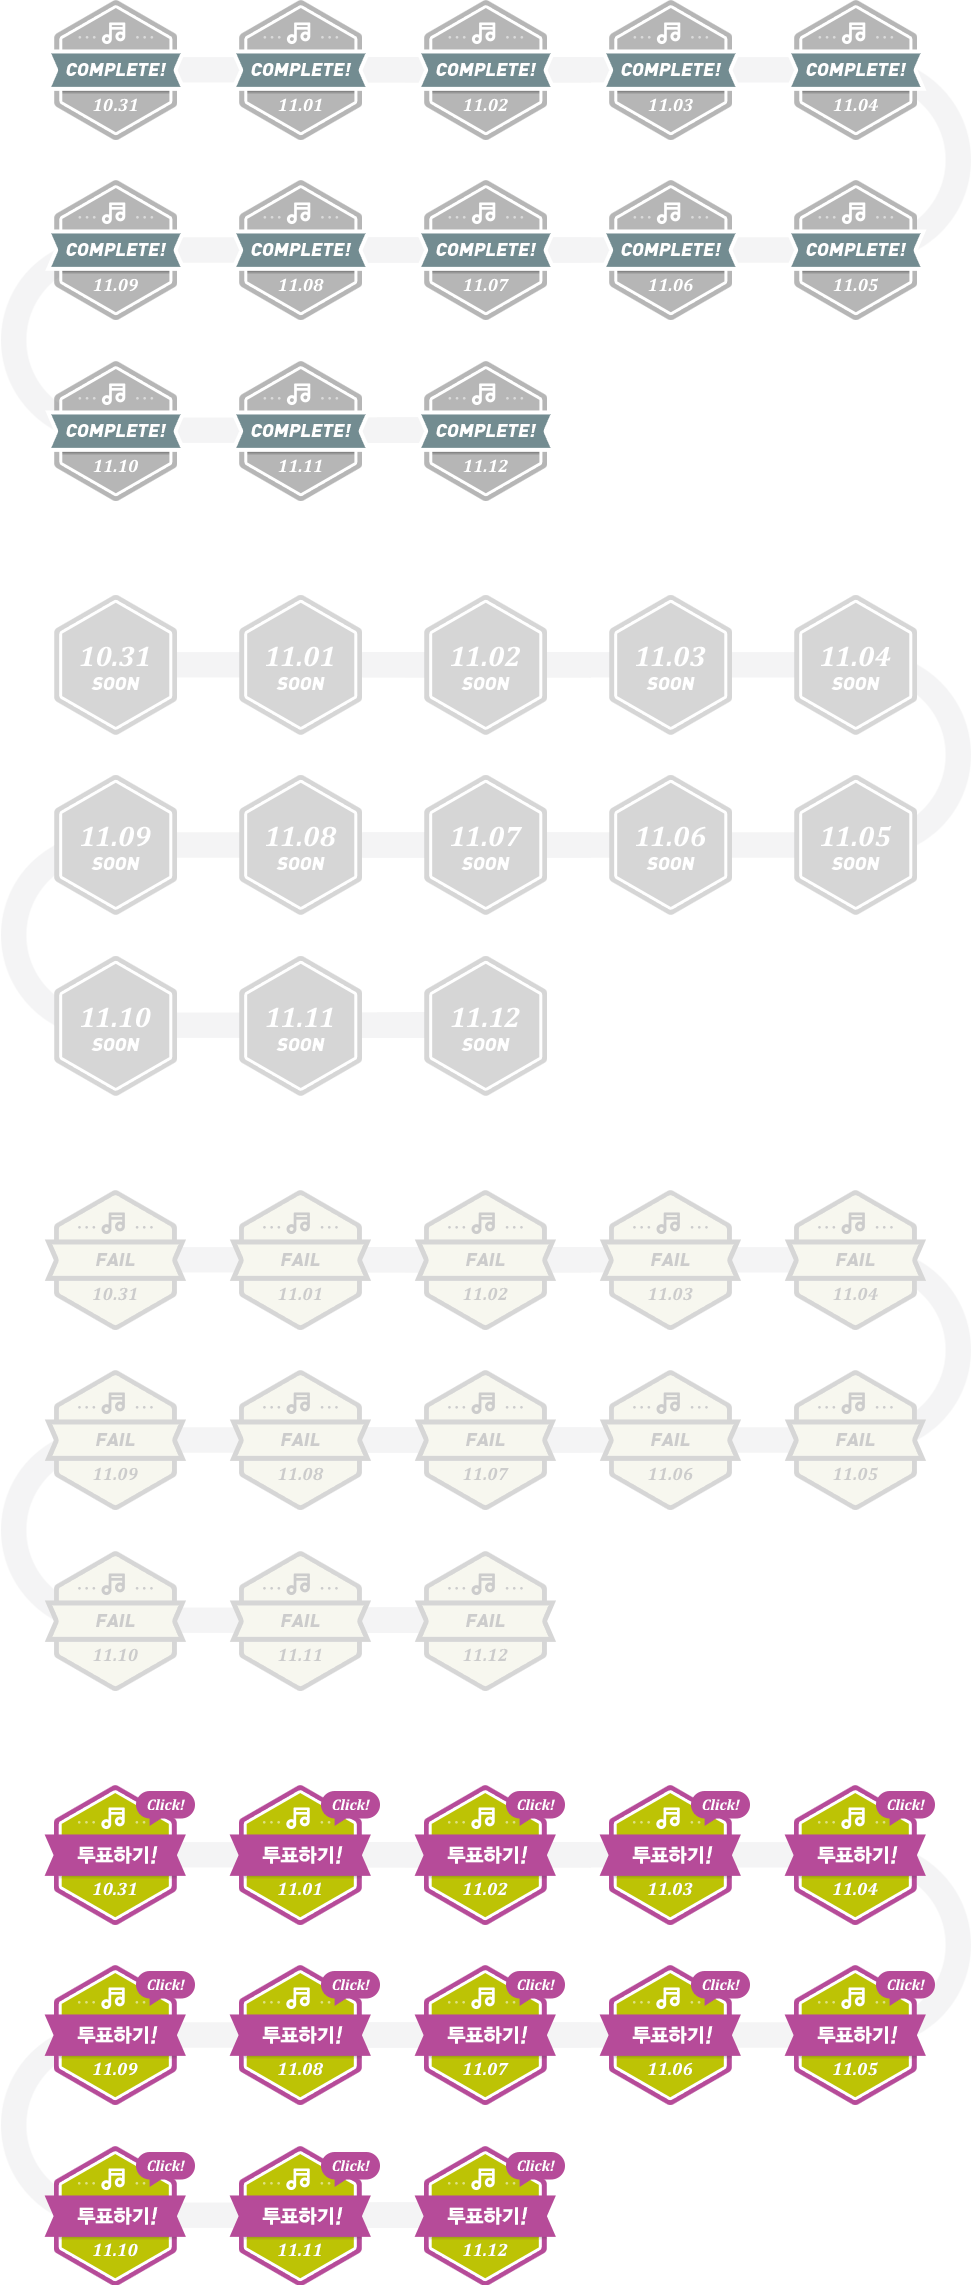 COMPLETE! COMPLETE! COMPLETE! COMPLETE! COMPLETE!
10.31 11.01 11.02 11.03 11.04
COMPLETE! COMPLETE! COMPLETE! COMPLETE! COMPLETE!
11.09 11.08 11.07 11.06 11.05
COMPLETE! COMPLETE! COMPLETE!
11.10 11.11 11.12
10.31 11.01 11.02 11.03 11.04
SOON SOON SOON SOON SOON
11.09 11.08 11.07 11.06 11.05
SOON SOON SOON SOON SOON
11.10 11.11 11.12
SOON SOON SOON
FAIL FAIL FAIL FAIL FAIL
10.31 11.01 11.02 11.03 11.04
FAIL FAIL FAIL FAIL FAIL
11.09 11.08 11.07 11.06 11.05
FAIL FAIL FAIL
11.10 11.11 11.12
Click! Click! Click! Click! Click!
투표하기! 투표하기! 투표하기! 투표하기! 투표하기!
10.31 11.01 11.02 11.03 11.04
Click! Click! Click! Click! Click!
투표하기! 투표하기! 투표하기! 투표하기! 투표하기!
11.09 11.08 11.07 11.06 11.05
Click! Click! Click!
투표하기! 투표하기! 투표하기!
11.10 11.11 11.12